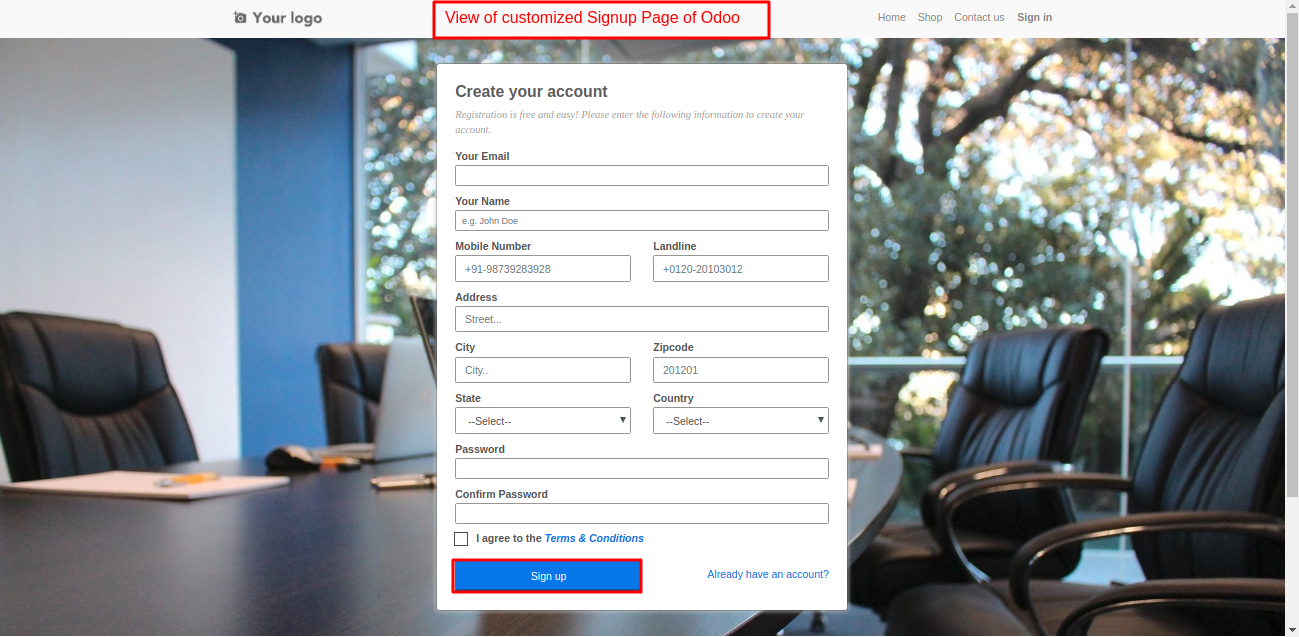 Your logo
View of customized Signup Page of Odoo
Home Shop Contact us Sign in
Create your account
Registration is free and easy! Please enter the following information to create your
account.
Your Email
Your Name
e.g. John Doe
Mobile Number Landline
+91-98739283928 +0120-20103012
Address
Street...
City Zipcode
City.. 201201
State Country
--Select-- --Select--
Password
Confirm Password
I agree to the Terms & Conditions
Sign up Already have an account?